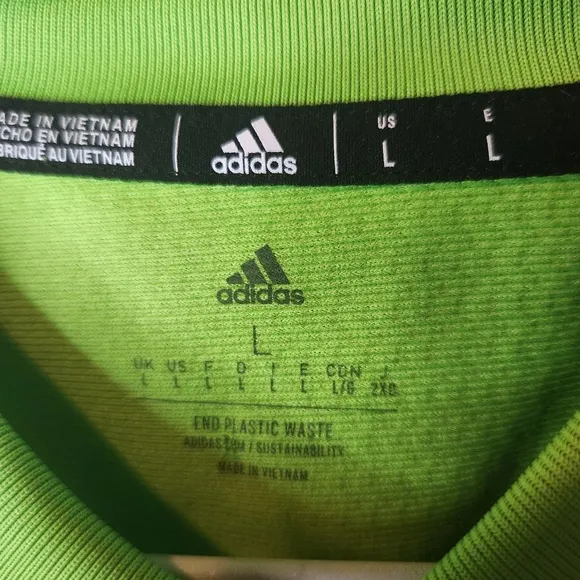 ADE IN VIETNAM
CHO EN VIETNAM
BRIQUÉ AU VIETNAM
adidas
US
L
E
L
adidas
L
UK US F D I E CDN J
L L L L L L L/G 2XO
END PLASTIC WASTE
ADIDAS.COM / SUSTAINABILITY
MADE IN VIETNAM